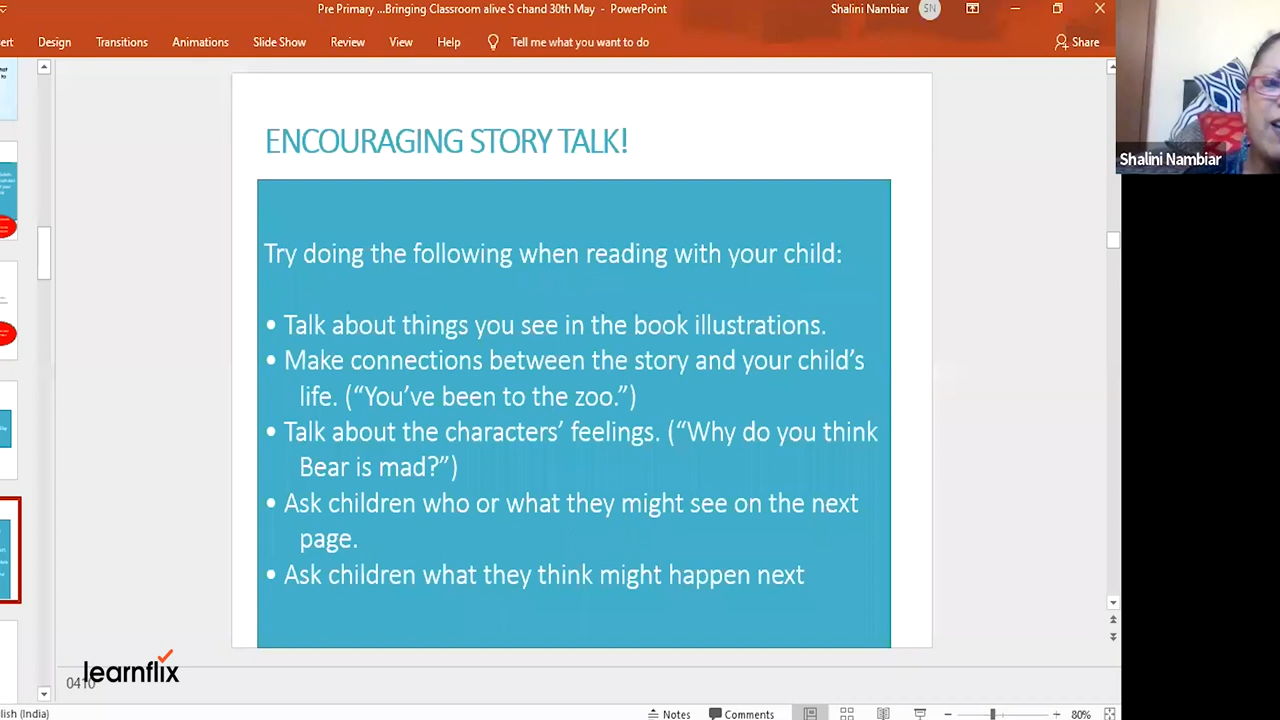 Pre Primary ...Bringing Classroom alive S chand 30th May - PowerPoint
Shalini Nambiar
SN
ert
Design
Transitions
Animations
Slide Show
Review
View
Help
Tell me what you want to do
Share
ENCOURAGING STORY TALK!
Try doing the following when reading with your child:
• Talk about things you see in the book illustrations.
• Make connections between the story and your child's
life. (“You’ve been to the zoo.”)
• Talk about the characters’ feelings. (“Why do you think
Bear is mad?”)
• Ask children who or what they might see on the next
page.
• Ask children what they think might happen next
Shalini Nambiar
learnflix
0410
lish (India)
Notes
Comments
80%